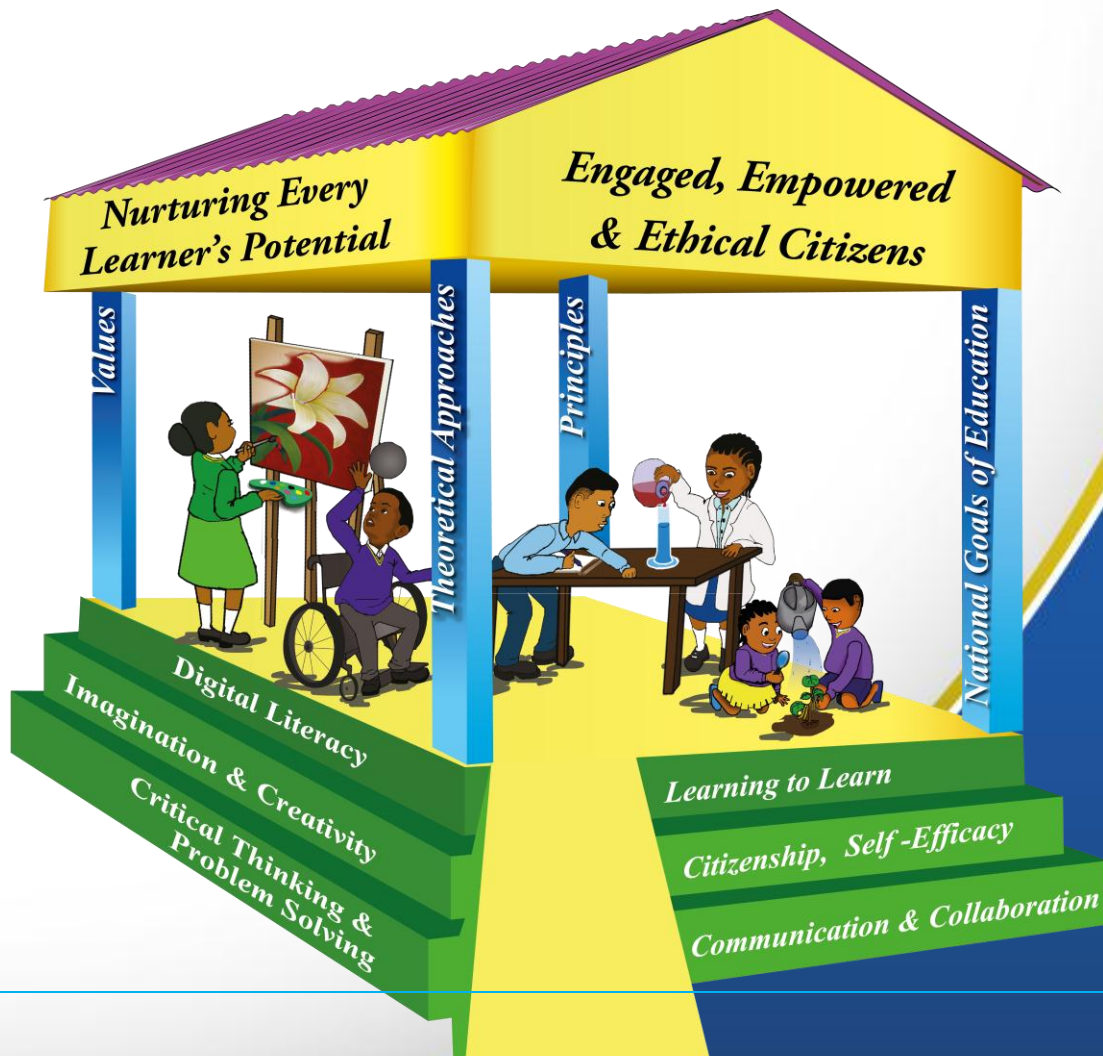 Nurturing Every
Learner's Potential
Engaged, Empowered
& Ethical Citizens
Values
Theoretical Approaches
Principles
National Goals of Education
Digital Literacy
Imagination & Creativity
Critical Thinking &
Problem Solving
Learning to Learn
Citizenship, Self-Efficacy
Communication & Collaboration